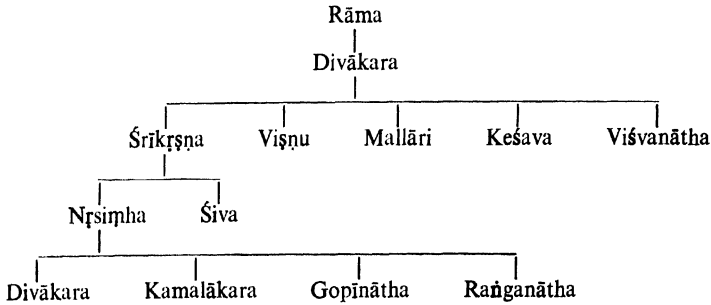 Rāma
Divākara
Śrīkṛṣṇa Viṣṇu Mallāri Keśava Viśvanātha
Nṛsiṃha Śiva
Divākara Kamalākara Gopīnātha Raṅganātha